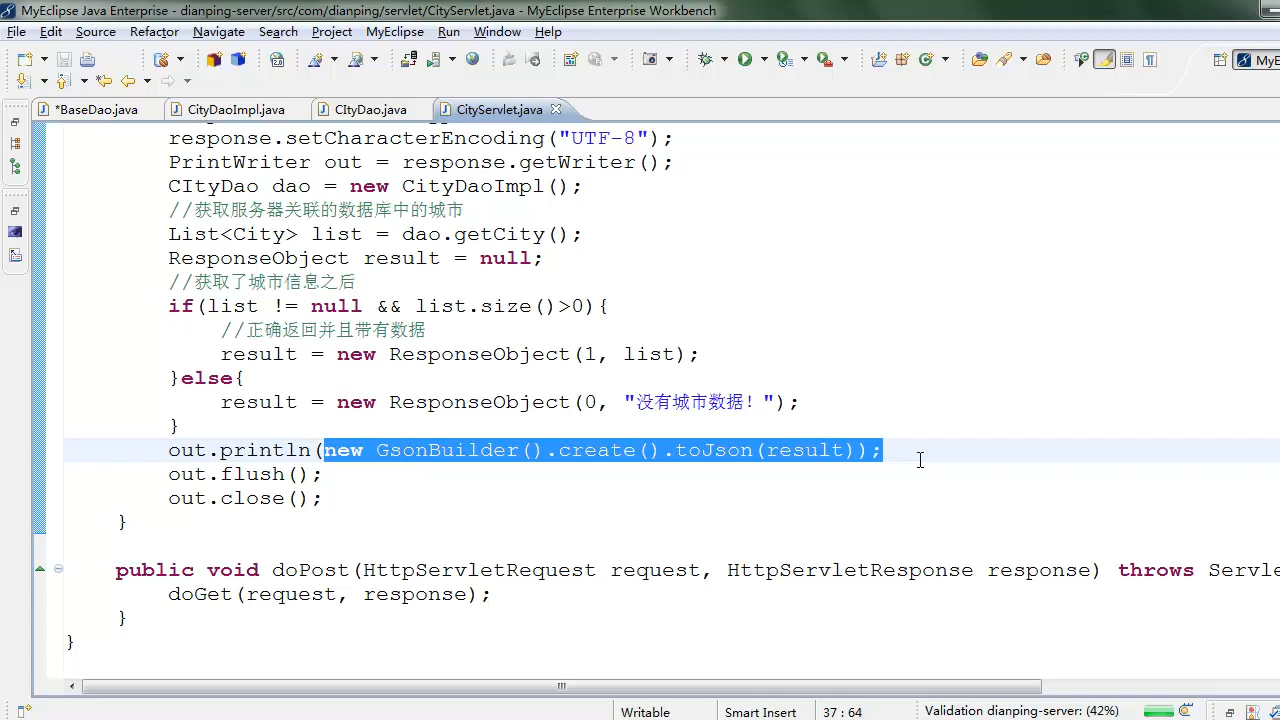 MyEclipse Java Enterprise - dianping-server/src/com/dianping/servlet/CityServlet.java - MyEclipse Enterprise Workbench
File Edit Source Refactor Navigate Search Project MyEclipse Run Window Help
MyE
*BaseDao.java CityDaoImpl.java CItyDao.java CityServlet.java
response.setCharacterEncoding("UTF-8");
PrintWriter out = response.getWriter();
CItyDao dao = new CityDaoImpl();
//获取服务器关联的数据库中的城市
List<City> list = dao.getCity();
ResponseObject result = null;
//获取了城市信息之后
if(list != null && list.size()>0){
//正确返回并且带有数据
result = new ResponseObject(1, list);
}else{
result = new ResponseObject(0, "没有城市数据！");
}
out.println(new GsonBuilder().create().toJson(result));
out.flush();
out.close();
}
public void doPost(HttpServletRequest request, HttpServletResponse response) throws Servle
doGet(request, response);
}
}
Writable Smart Insert 37 : 64 Validation dianping-server: (42%)